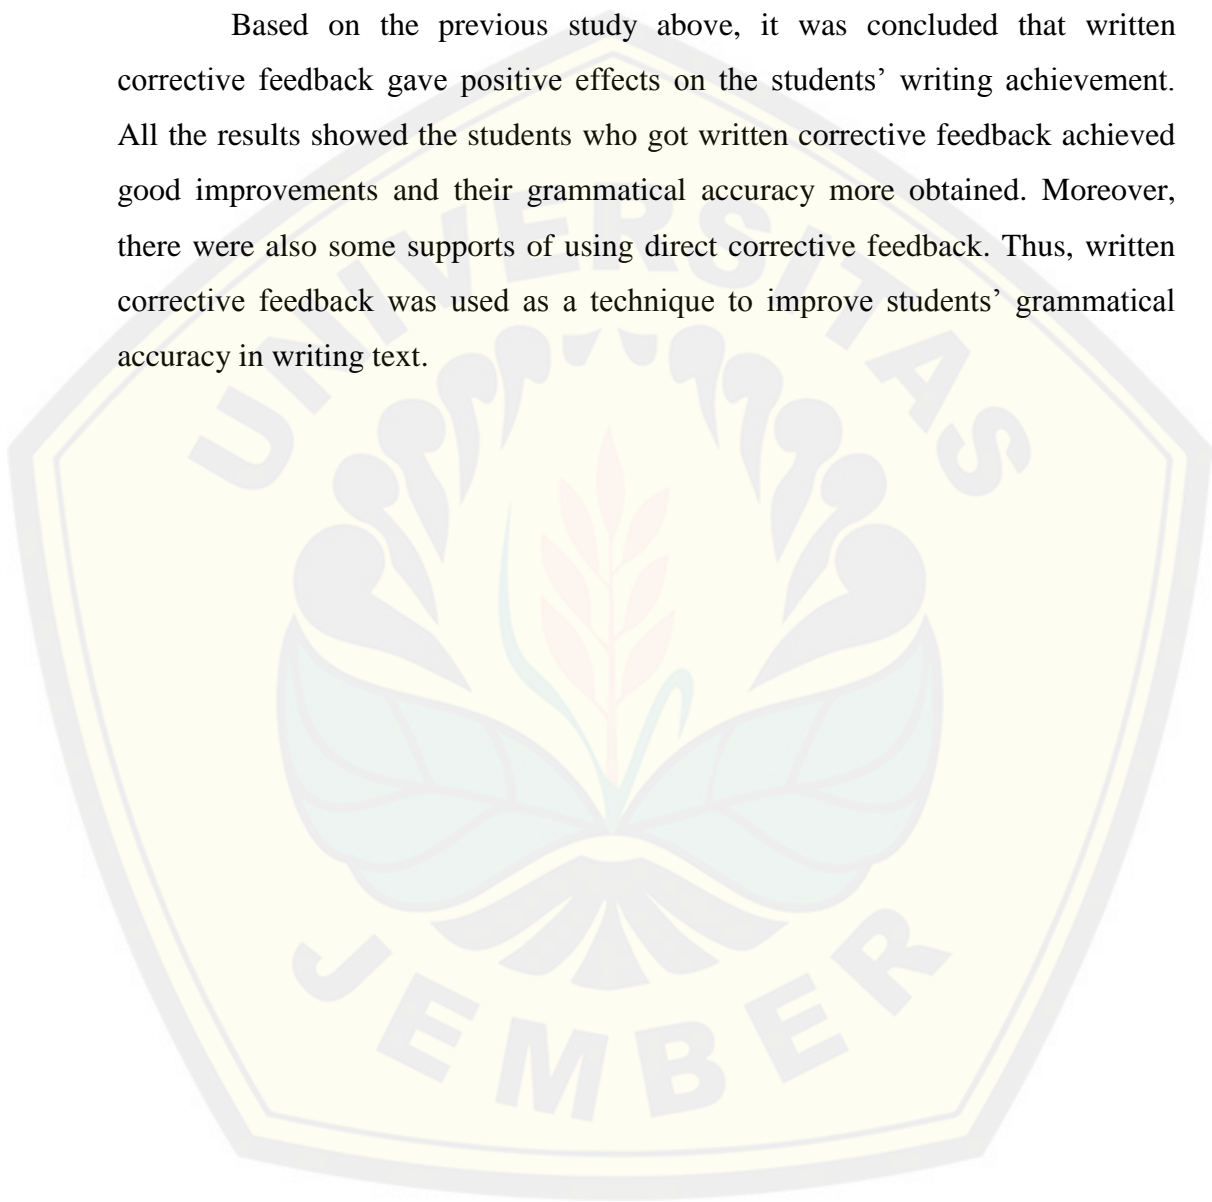 Based on the previous study above, it was concluded that written
corrective feedback gave positive effects on the students’ writing achievement.
All the results showed the students who got written corrective feedback achieved
good improvements and their grammatical accuracy more obtained. Moreover,
there were also some supports of using direct corrective feedback. Thus, written
corrective feedback was used as a technique to improve students’ grammatical
accuracy in writing text.
UNIVERSITAS
JEMBER